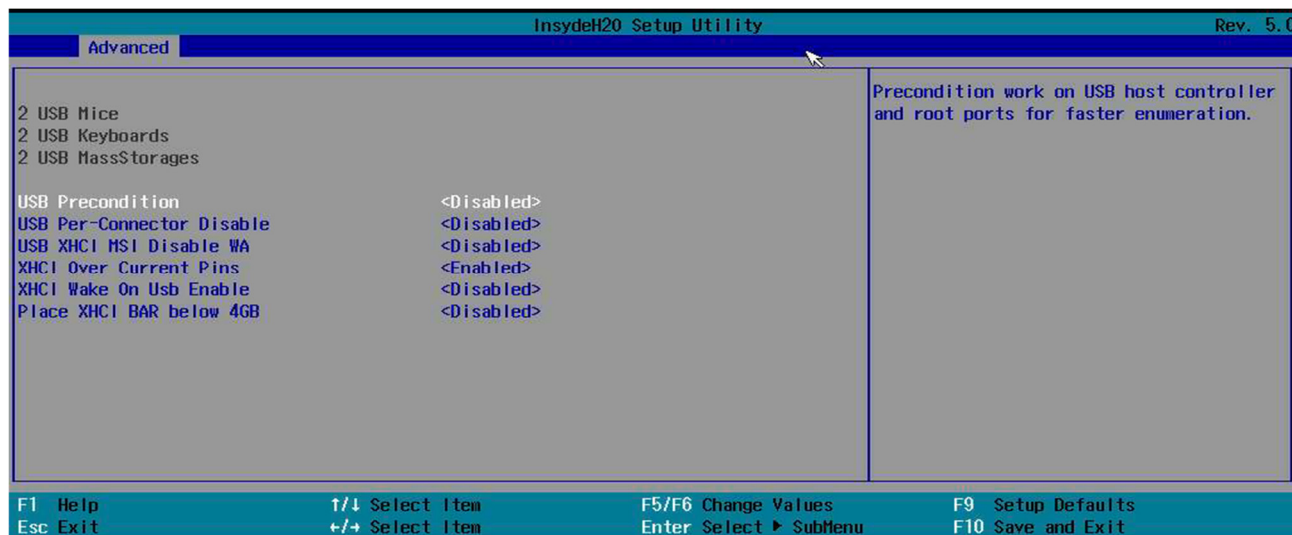 InsydeH20 Setup Utility Rev. 5.0
Advanced
2 USB Mice
2 USB Keyboards
2 USB MassStorages
USB Precondition <Disabled>
USB Per-Connector Disable <Disabled>
USB XHCI MSI Disable WA <Disabled>
XHCI Over Current Pins <Enabled>
XHCI Wake On Usb Enable <Disabled>
Place XHCI BAR below 4GB <Disabled>
Precondition work on USB host controller
and root ports for faster enumeration.
F1 Help ↑/↓ Select Item F5/F6 Change Values F9 Setup Defaults
Esc Exit ←/→ Select Item Enter Select ▶ SubMenu F10 Save and Exit